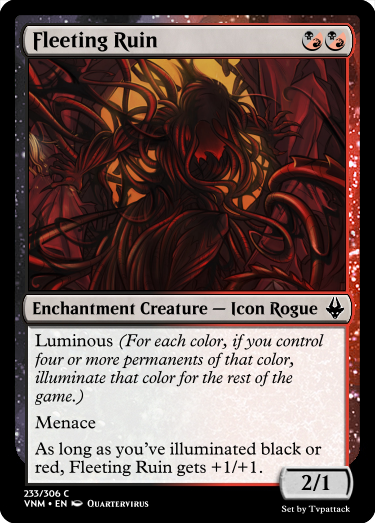 Fleeting Ruin
Enchantment Creature — Icon Rogue
Luminous (For each color, if you control
four or more permanents of that color,
illuminate that color for the rest of the
game.)
Menace
As long as you've illuminated black or
red, Fleeting Ruin gets +1/+1.
2/1
233/306 C
VNM • EN Quartervirus
Set by Tvpattack